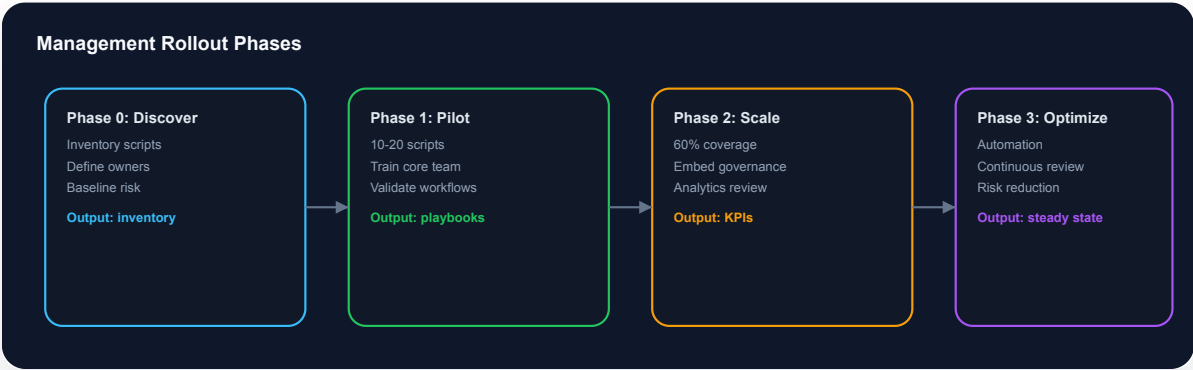 Management Rollout Phases
Phase 0: Discover
Inventory scripts
Define owners
Baseline risk
Output: inventory
Phase 1: Pilot
10-20 scripts
Train core team
Validate workflows
Output: playbooks
Phase 2: Scale
60% coverage
Embed governance
Analytics review
Output: KPIs
Phase 3: Optimize
Automation
Continuous review
Risk reduction
Output: steady state